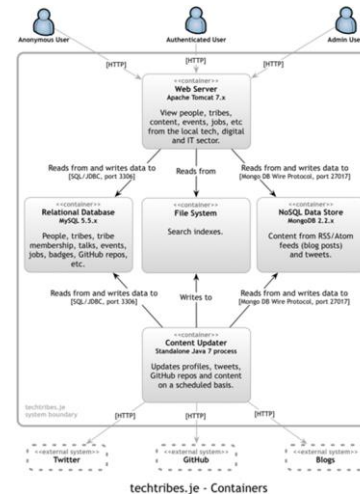 Anonymous User
Authenticated User
Admin User
[HTTP]
[HTTP]
[HTTP]
<<container>>
Web Server
Apache Tomcat 7.x
View people, tribes,
content, events, jobs, etc
from the local tech, digital
and IT sector.
Reads from and writes data to
[SQL/JDBC, port 3306]
Reads from
Reads from and writes data to
[Mongo DB Wire Protocol, port 27017]
<<container>>
Relational Database
MySQL 5.5.x
People, tribes, tribe
membership, talks, events,
jobs, badges, GitHub repos,
etc.
<<container>>
File System
Search indexes.
<<container>>
NoSQL Data Store
MongoDB 2.2.x
Content from RSS/Atom
feeds (blog posts)
and tweets.
Reads from and writes data to
[SQL/JDBC, port 3306]
Writes to
Reads from and writes data to
[Mongo DB Wire Protocol, port 27017]
<<container>>
Content Updater
Standalone Java 7 process
Updates profiles, tweets,
GitHub repos and content
on a scheduled basis.
techtribes.je
system boundary
[HTTP]
[HTTP]
[HTTP]
<<external system>>
Twitter
<<external system>>
GitHub
<<external system>>
Blogs
techtribes.je - Containers